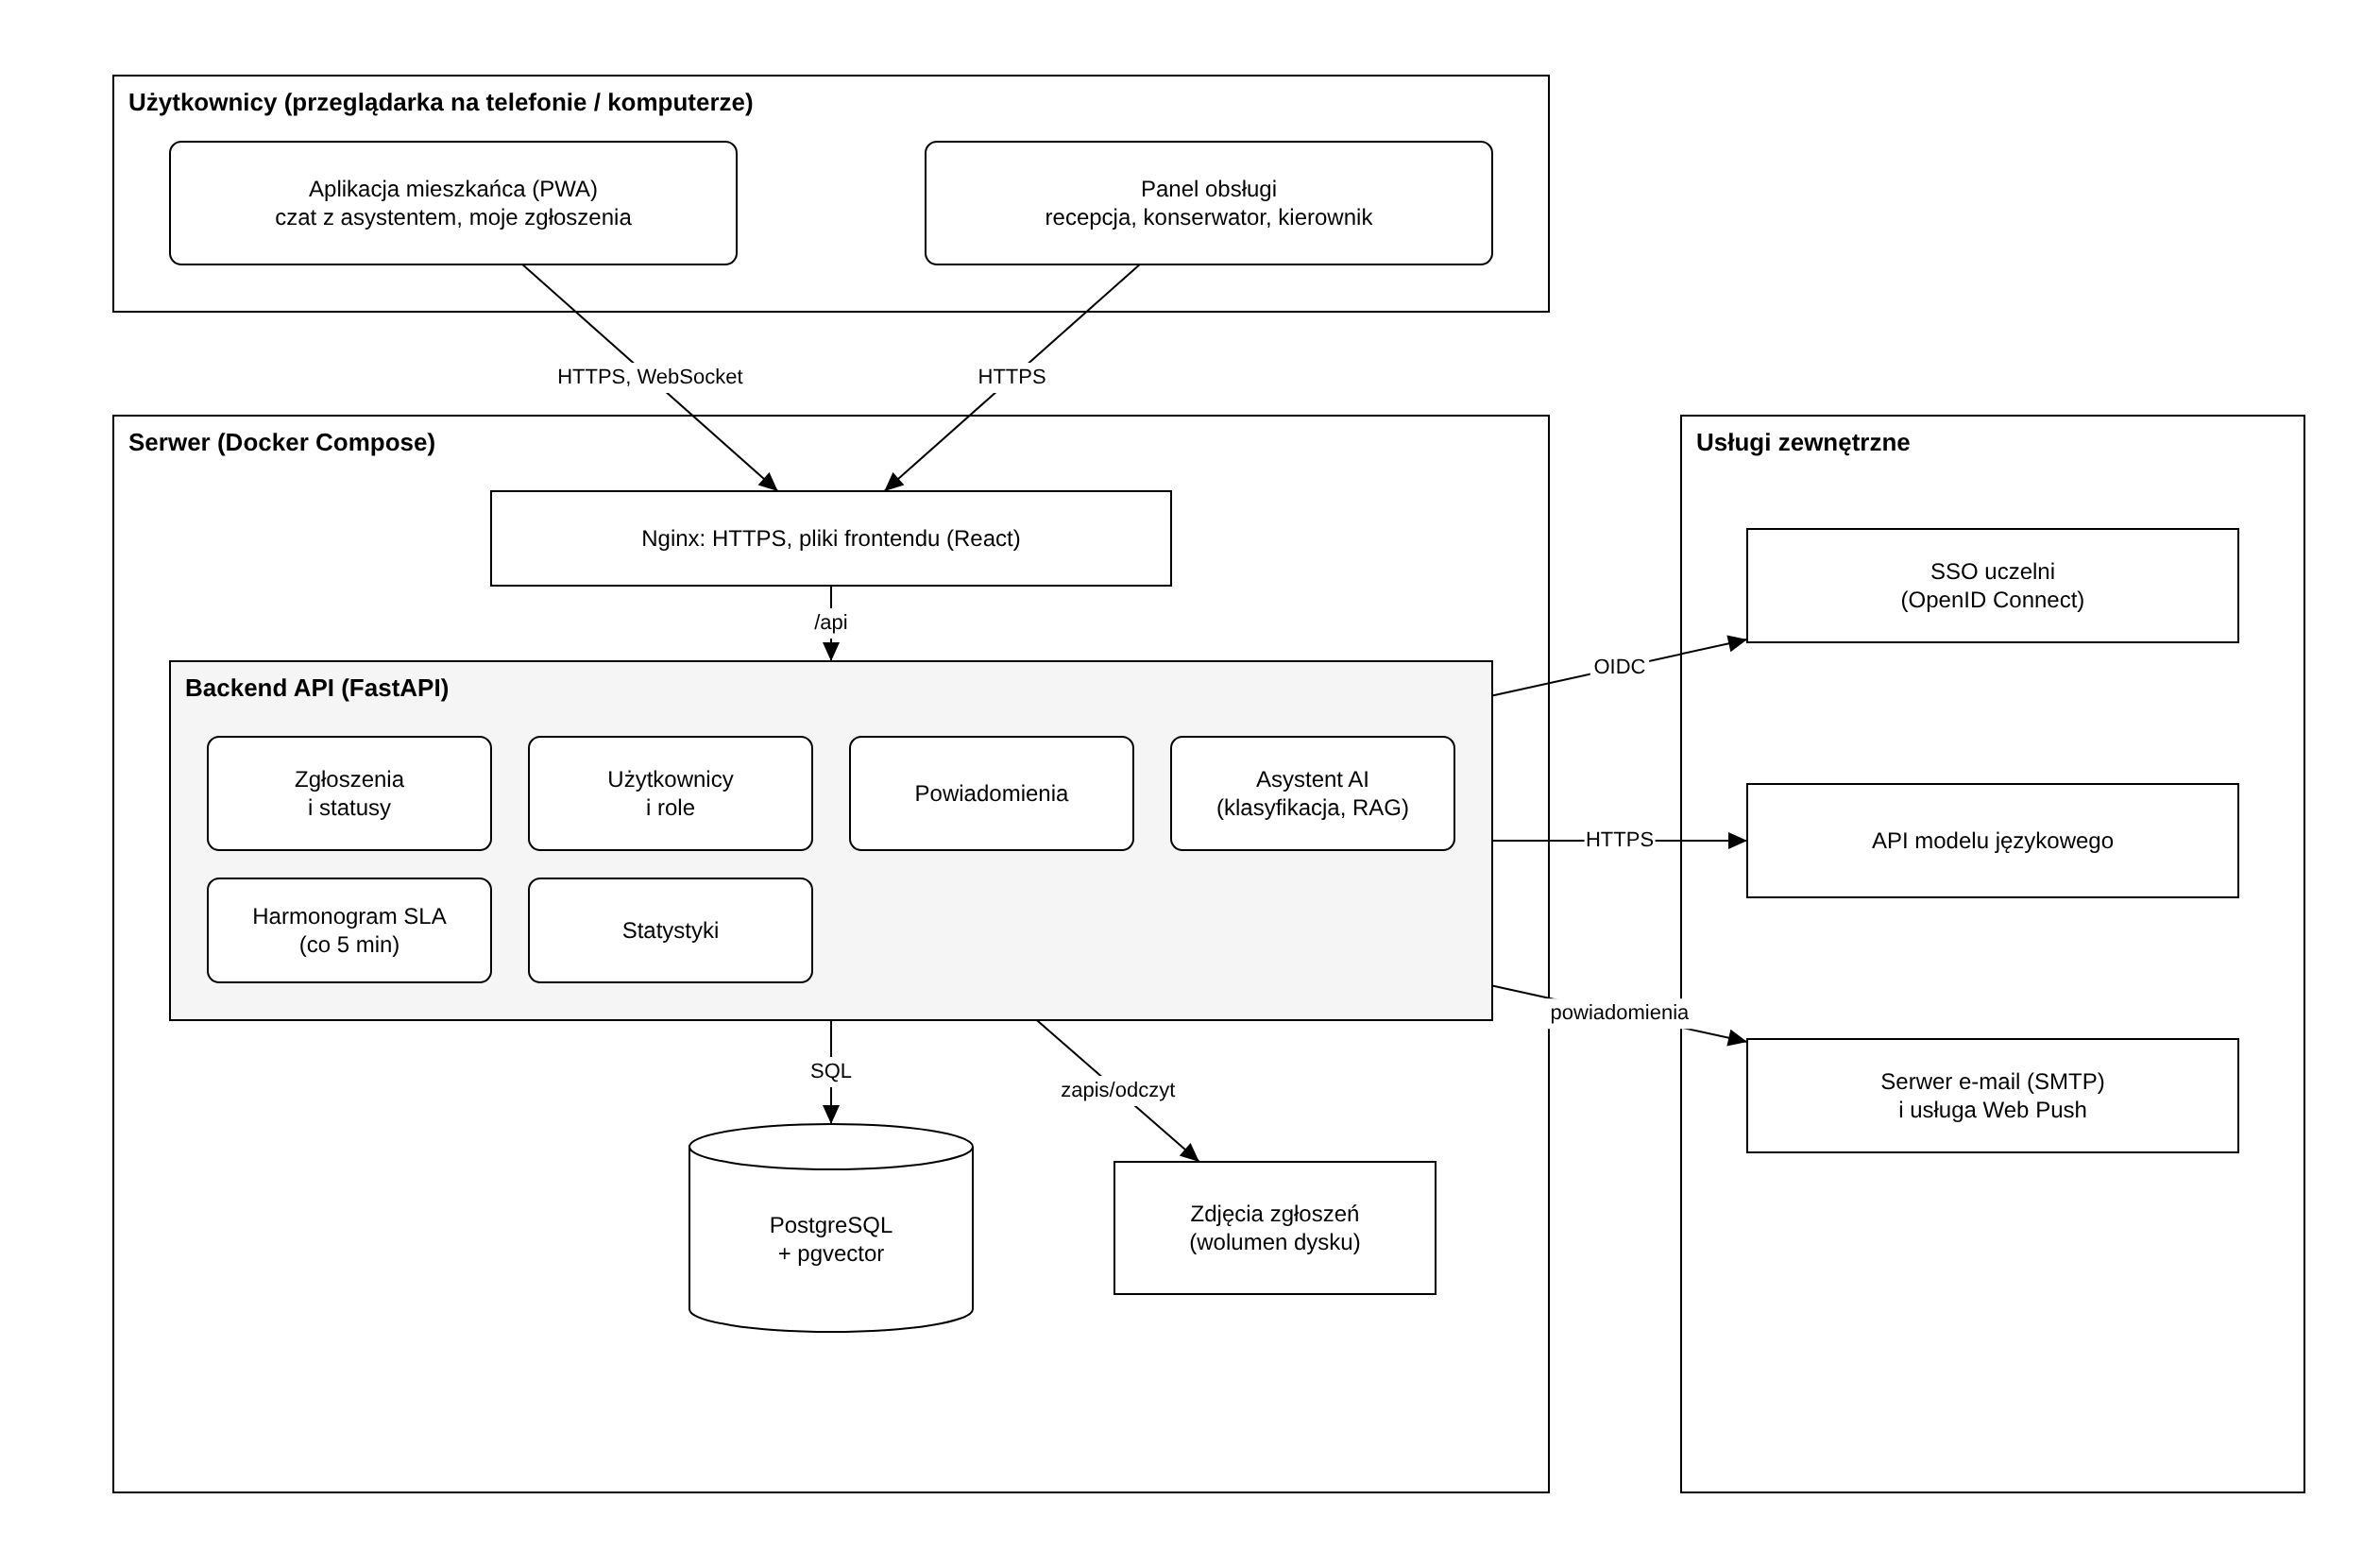 Użytkownicy (przeglądarka na telefonie / komputerze)
Aplikacja mieszkańca (PWA)
czat z asystentem, moje zgłoszenia
Panel obsługi
recepcja, konserwator, kierownik
HTTPS, WebSocket
HTTPS
Serwer (Docker Compose)
Nginx: HTTPS, pliki frontendu (React)
/api
Backend API (FastAPI)
Zgłoszenia
i statusy
Użytkownicy
i role
Powiadomienia
Asystent AI
(klasyfikacja, RAG)
Harmonogram SLA
(co 5 min)
Statystyki
SQL
zapis/odczyt
PostgreSQL
+ pgvector
Zdjęcia zgłoszeń
(wolumen dysku)
OIDC
HTTPS
powiadomienia
Usługi zewnętrzne
SSO uczelni
(OpenID Connect)
API modelu językowego
Serwer e-mail (SMTP)
i usługa Web Push